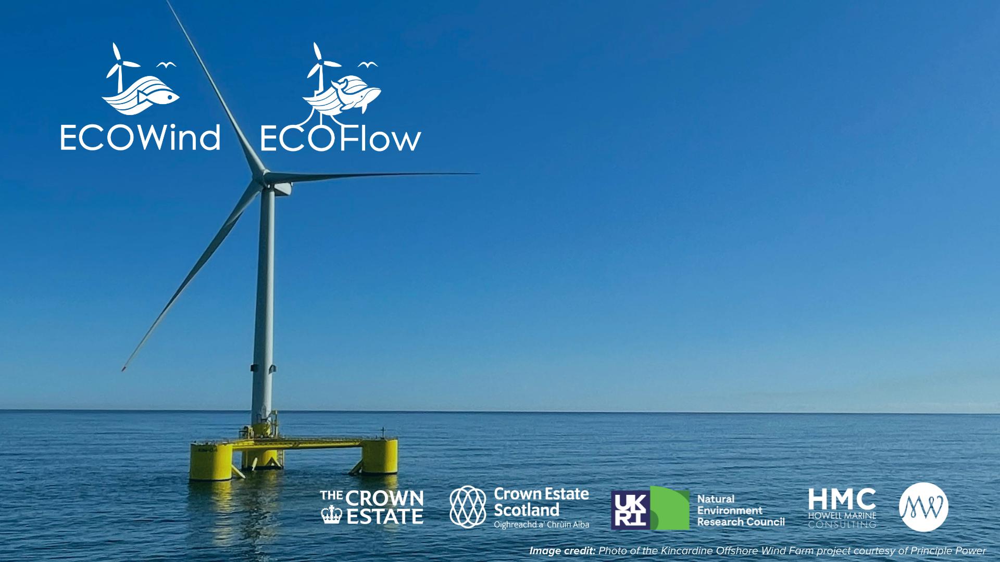 ECOWind
ECOFlow
THE CROWN
ESTATE
Crown Estate
Scotland
Oighreachd a' Chrùin Alba
UK
RI
Natural
Environment
Research Council
HMC
HOWELL MARINE
CONSULTING
MW
Image credit: Photo of the Kincardine Offshore Wind Farm project courtesy of Principle Power